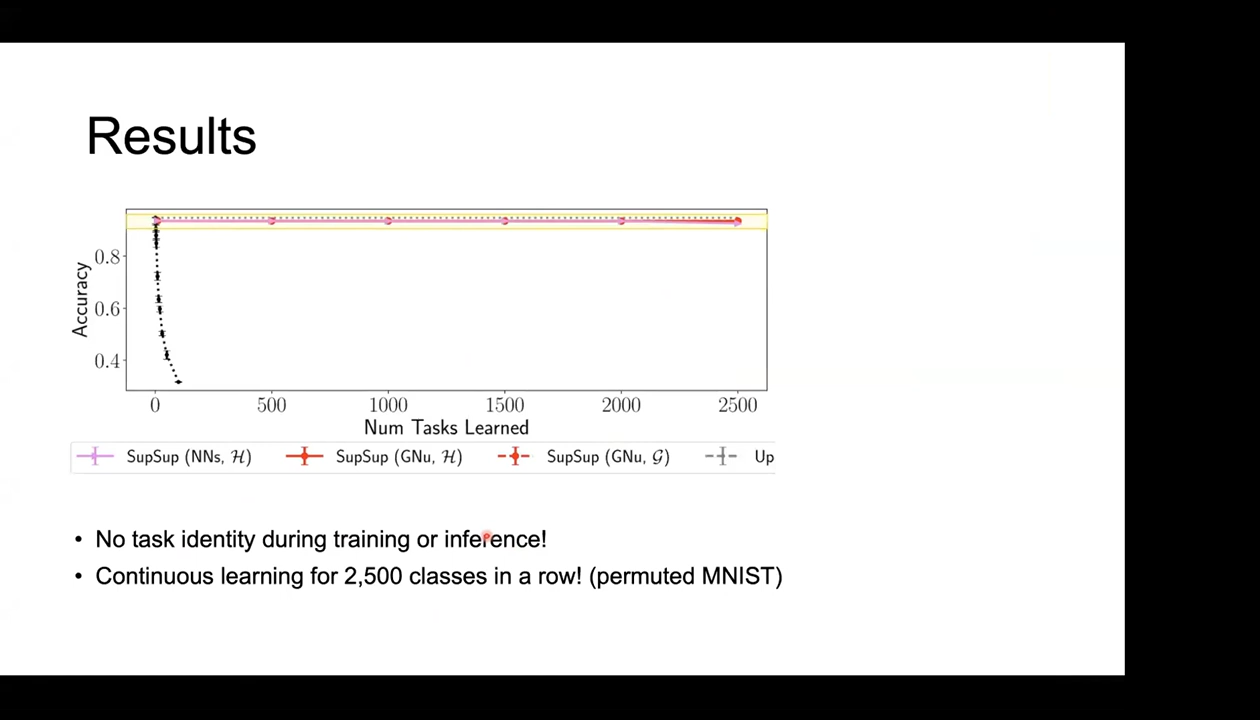 Results
Accuracy
0.8
0.6
0.4
0 500 1000 1500 2000 2500
Num Tasks Learned
SupSup (NNs, ℋ) SupSup (GNu, ℋ) SupSup (GNu, 𝒢) Up
• No task identity during training or inference!
• Continuous learning for 2,500 classes in a row! (permuted MNIST)